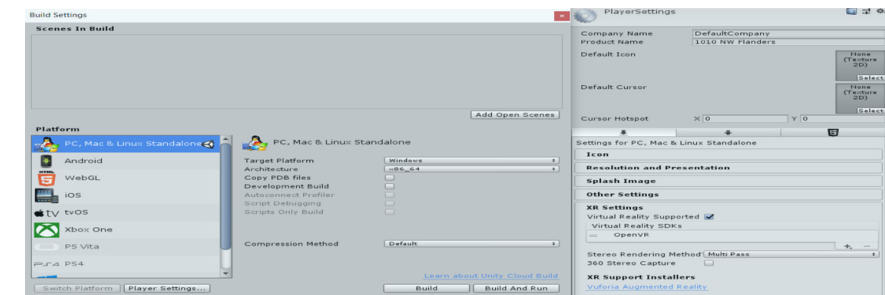 Build Settings
Scenes In Build
Add Open Scenes
Platform
PC, Mac & Linux Standalone
Android
WebGL
iOS
tvOS
Xbox One
PS Vita
PS4
Switch Platform
Player Settings...
PC, Mac & Linux Standalone
Target Platform Windows
Architecture x86_64
Copy PDB files
Development Build
Autoconnect Profiler
Script Debugging
Scripts Only Build
Compression Method Default
Learn about Unity Cloud Build
Build
Build And Run
PlayerSettings
Company Name DefaultCompany
Product Name 1010 NW Flanders
Default Icon
None
(Texture
2D)
Select
Default Cursor
None
(Texture
2D)
Select
Cursor Hotspot X 0 Y 0
Settings for PC, Mac & Linux Standalone
Icon
Resolution and Presentation
Splash Image
Other Settings
XR Settings
Virtual Reality Supported
Virtual Reality SDKs
OpenVR
Stereo Rendering Method Multi Pass
360 Stereo Capture
XR Support Installers
Vuforia Augmented Reality